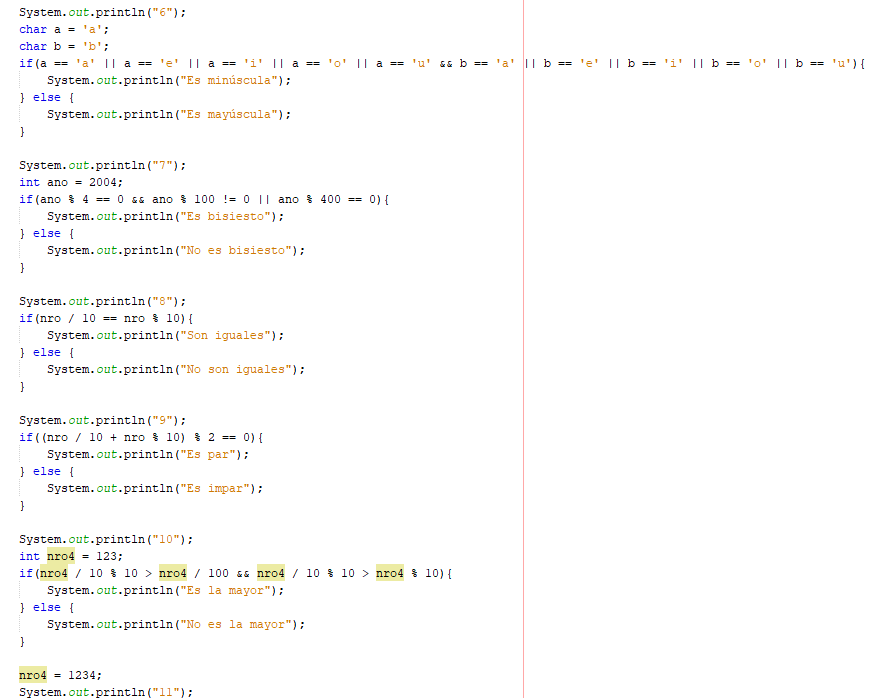 System.out.println("6");
char a = 'a';
char b = 'b';
if(a == 'a' || a == 'e' || a == 'i' || a == 'o' || a == 'u' && b == 'a' || b == 'e' || b == 'i' || b == 'o' || b == 'u'){
    System.out.println("Es minúscula");
} else {
    System.out.println("Es mayúscula");
}

System.out.println("7");
int ano = 2004;
if(ano % 4 == 0 && ano % 100 != 0 || ano % 400 == 0){
    System.out.println("Es bisiesto");
} else {
    System.out.println("No es bisiesto");
}

System.out.println("8");
if(nro / 10 == nro % 10){
    System.out.println("Son iguales");
} else {
    System.out.println("No son iguales");
}

System.out.println("9");
if((nro / 10 + nro % 10) % 2 == 0){
    System.out.println("Es par");
} else {
    System.out.println("Es impar");
}

System.out.println("10");
int nro4 = 123;
if(nro4 / 10 % 10 > nro4 / 100 && nro4 / 10 % 10 > nro4 % 10){
    System.out.println("Es la mayor");
} else {
    System.out.println("No es la mayor");
}

nro4 = 1234;
System.out.println("11");